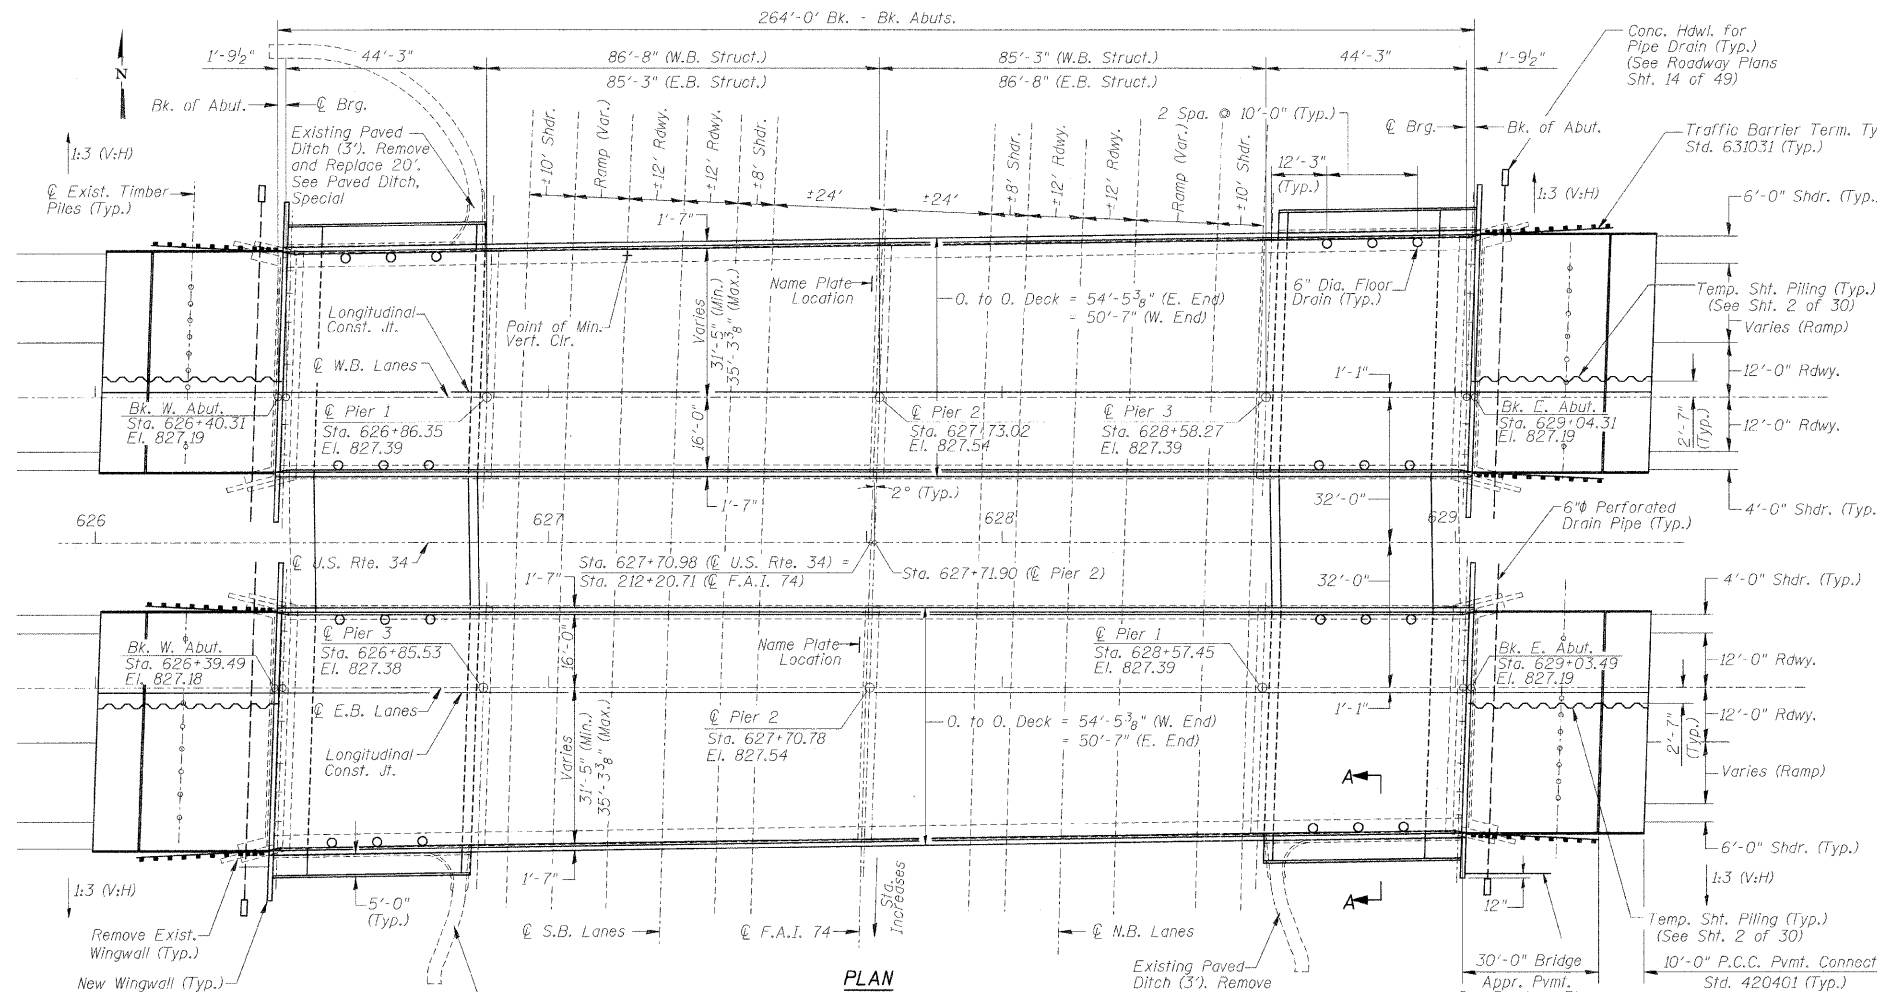 264'-0" Bk. - Bk. Abuts.
1'-9½"
44'-3"
86'-8" (W.B. Struct.)
85'-3" (E.B. Struct.)
85'-3" (W.B. Struct.)
86'-8" (E.B. Struct.)
44'-3"
1'-9½"
Conc. Hdwl. for
Pipe Drain (Typ.)
(See Roadway Plans
Sht. 14 of 49)
N
Bk. of Abut.
℄ Brg.
Existing Paved
Ditch (3'). Remove
and Replace 20'.
See Paved Ditch,
Special
±10' Shdr.
Ramp (Var.)
±12' Rdwy.
±12' Rdwy.
±8' Shdr.
±24'
±24'
±8' Shdr.
±12' Rdwy.
±12' Rdwy.
Ramp (Var.)
±10' Shdr.
2 Spa. @ 10'-0" (Typ.)
12'-3"
(Typ.)
℄ Brg.
Bk. of Abut.
Traffic Barrier Term. Ty
Std. 631031 (Typ.)
1:3 (V:H)
1:3 (V:H)
℄ Exist. Timber
Piles (Typ.)
6'-0" Shdr. (Typ.
1'-7"
Name Plate
Location
O. to O. Deck = 54'-5⅜" (E. End)
= 50'-7" (W. End)
6" Dia. Floor
Drain (Typ.)
Temp. Sht. Piling (Typ.)
(See Sht. 2 of 30)
Varies (Ramp)
Longitudinal
Const. Jt.
Point of Min.
Vert. Clr.
Varies
31'-5" (Min.)
35'-3⅜" (Max.)
℄ W.B. Lanes
1'-1"
12'-0" Rdwy.
Bk. W. Abut.
Sta. 626+40.31
El. 827.19
℄ Pier 1
Sta. 626+86.35
El. 827.39
16'-0"
℄ Pier 2
Sta. 627+73.02
El. 827.54
℄ Pier 3
Sta. 628+58.27
El. 827.39
Bk. E. Abut.
Sta. 629+04.31
El. 827.19
2'-7"
(Typ.)
12'-0" Rdwy.
1'-7"
2° (Typ.)
32'-0"
6"ϕ Perforated
Drain Pipe (Typ.)
4'-0" Shdr. (Typ.
626
627
628
629
℄ U.S. Rte. 34
Sta. 627+70.98 (℄ U.S. Rte. 34) =
Sta. 212+20.71 (℄ F.A.I. 74)
Sta. 627+71.90 (℄ Pier 2)
32'-0"
1'-7"
4'-0" Shdr. (Typ.)
Bk. W. Abut.
Sta. 626+39.49
El. 827.18
℄ Pier 3
Sta. 626+85.53
El. 827.38
16'-0"
Name Plate
Location
℄ Pier 1
Sta. 628+57.45
El. 827.39
Bk. E. Abut.
Sta. 629+03.49
El. 827.19
12'-0" Rdwy.
℄ E.B. Lanes
℄ Pier 2
Sta. 627+70.78
El. 827.54
O. to O. Deck = 54'-5⅜" (W. End)
= 50'-7" (E. End)
1'-1"
12'-0" Rdwy.
2'-7"
(Typ.)
Longitudinal
Const. Jt.
Varies
31'-5" (Min.)
35'-3⅜" (Max.)
A
Varies (Ramp)
6'-0" Shdr. (Typ.)
1'-7"
1:3 (V:H)
5'-0"
(Typ.)
Sta.
Increases
A
12"
1:3 (V:H)
Remove Exist.
Wingwall (Typ.)
℄ S.B. Lanes
℄ F.A.I. 74
℄ N.B. Lanes
Temp. Sht. Piling (Typ.)
(See Sht. 2 of 30)
New Wingwall (Typ.)
PLAN
Existing Paved
Ditch (3'). Remove
30'-0" Bridge
Appr. Pvmt.
10'-0" P.C.C. Pvmt. Connect
Std. 420401 (Typ.)